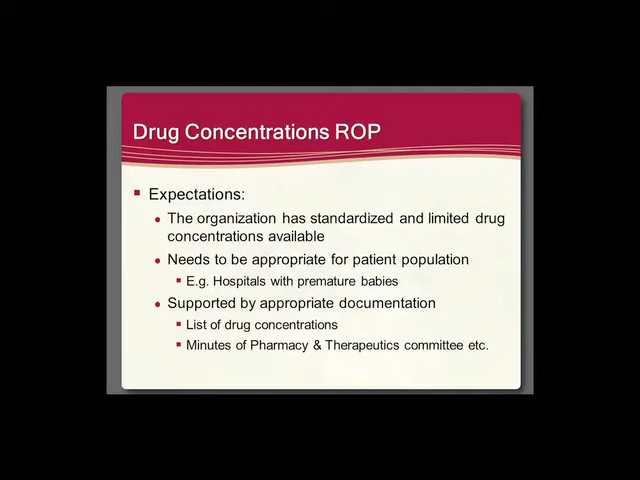 Drug Concentrations ROP
Expectations:
The organization has standardized and limited drug
concentrations available
Needs to be appropriate for patient population
E.g. Hospitals with premature babies
Supported by appropriate documentation
List of drug concentrations
Minutes of Pharmacy & Therapeutics committee etc.